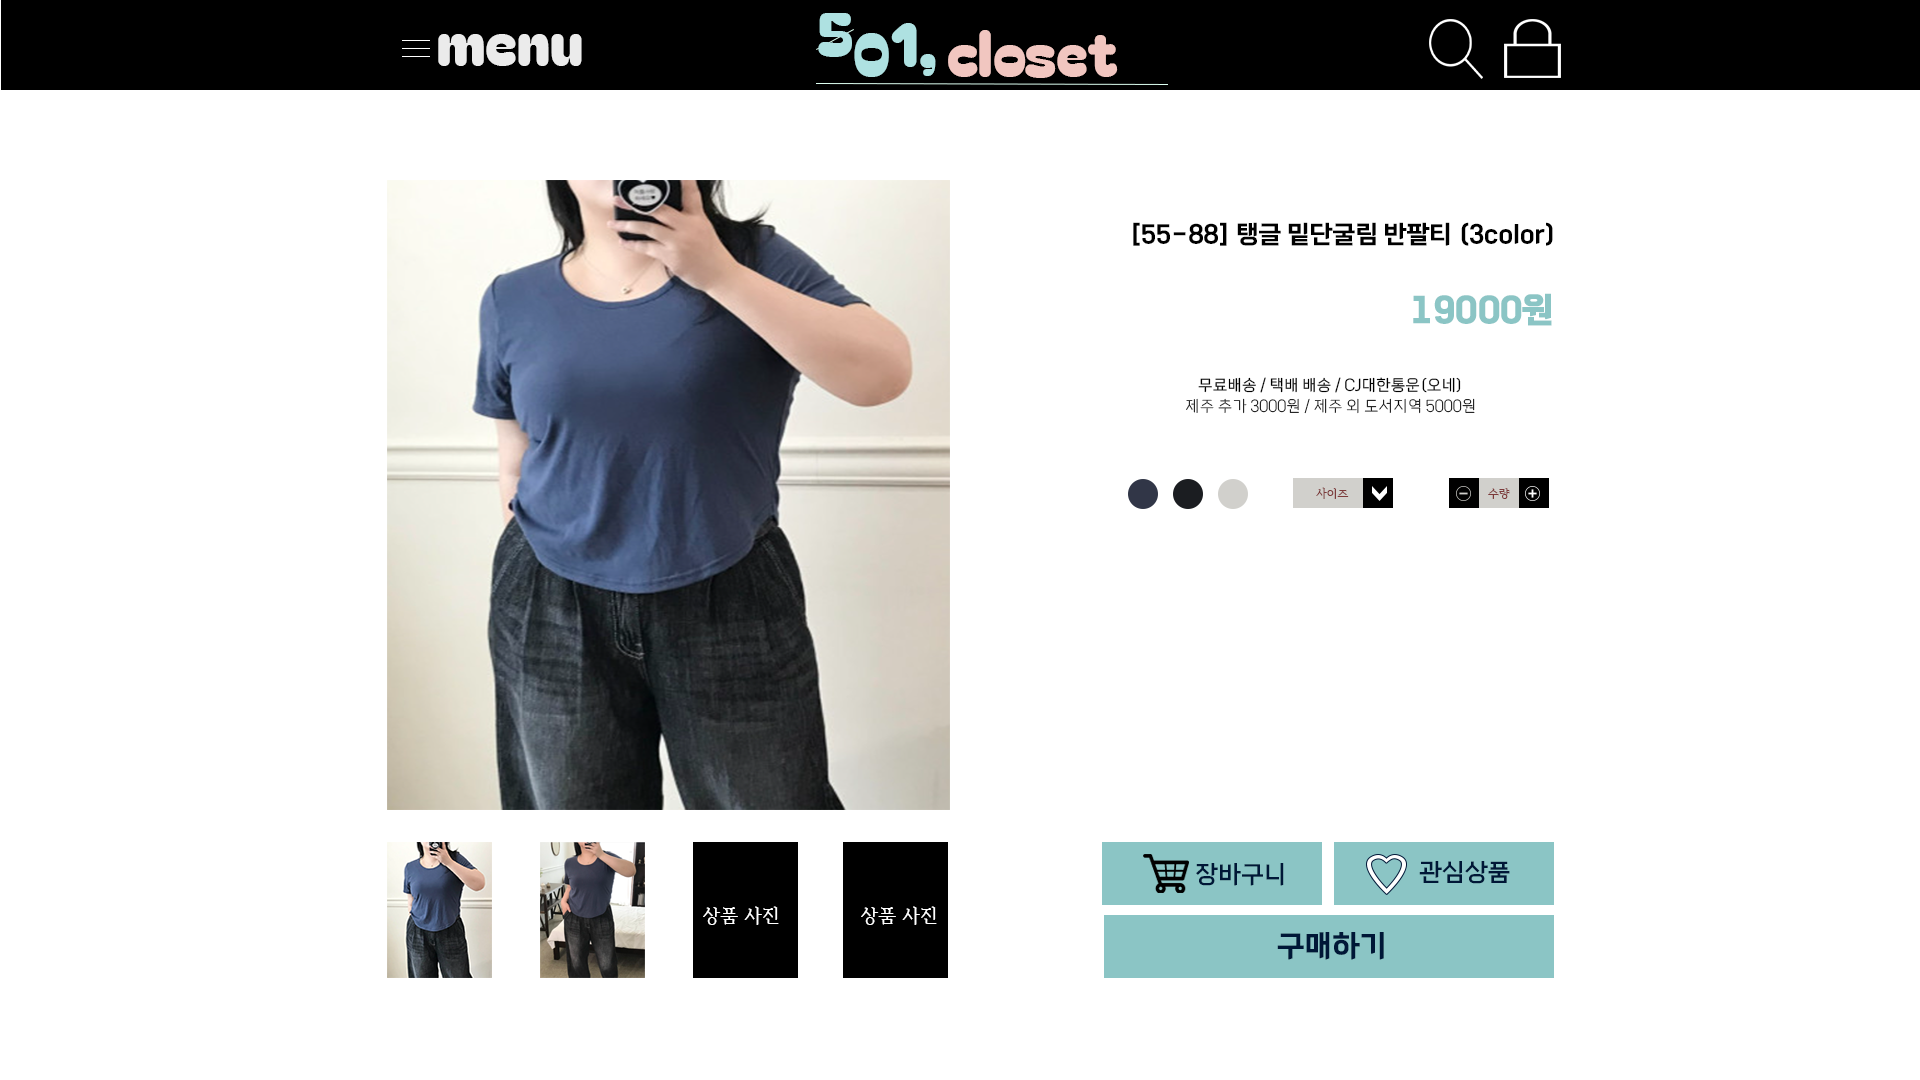 menu
501, closet
[55-88] 탱글 밑단굴림 반팔티 (3color)
19000원
무료배송 / 택배 배송 / CJ대한통운(오네)
제주 추가 3000원 / 제주 외 도서지역 5000원
사이즈
수량
상품 사진
상품 사진
장바구니
관심상품
구매하기